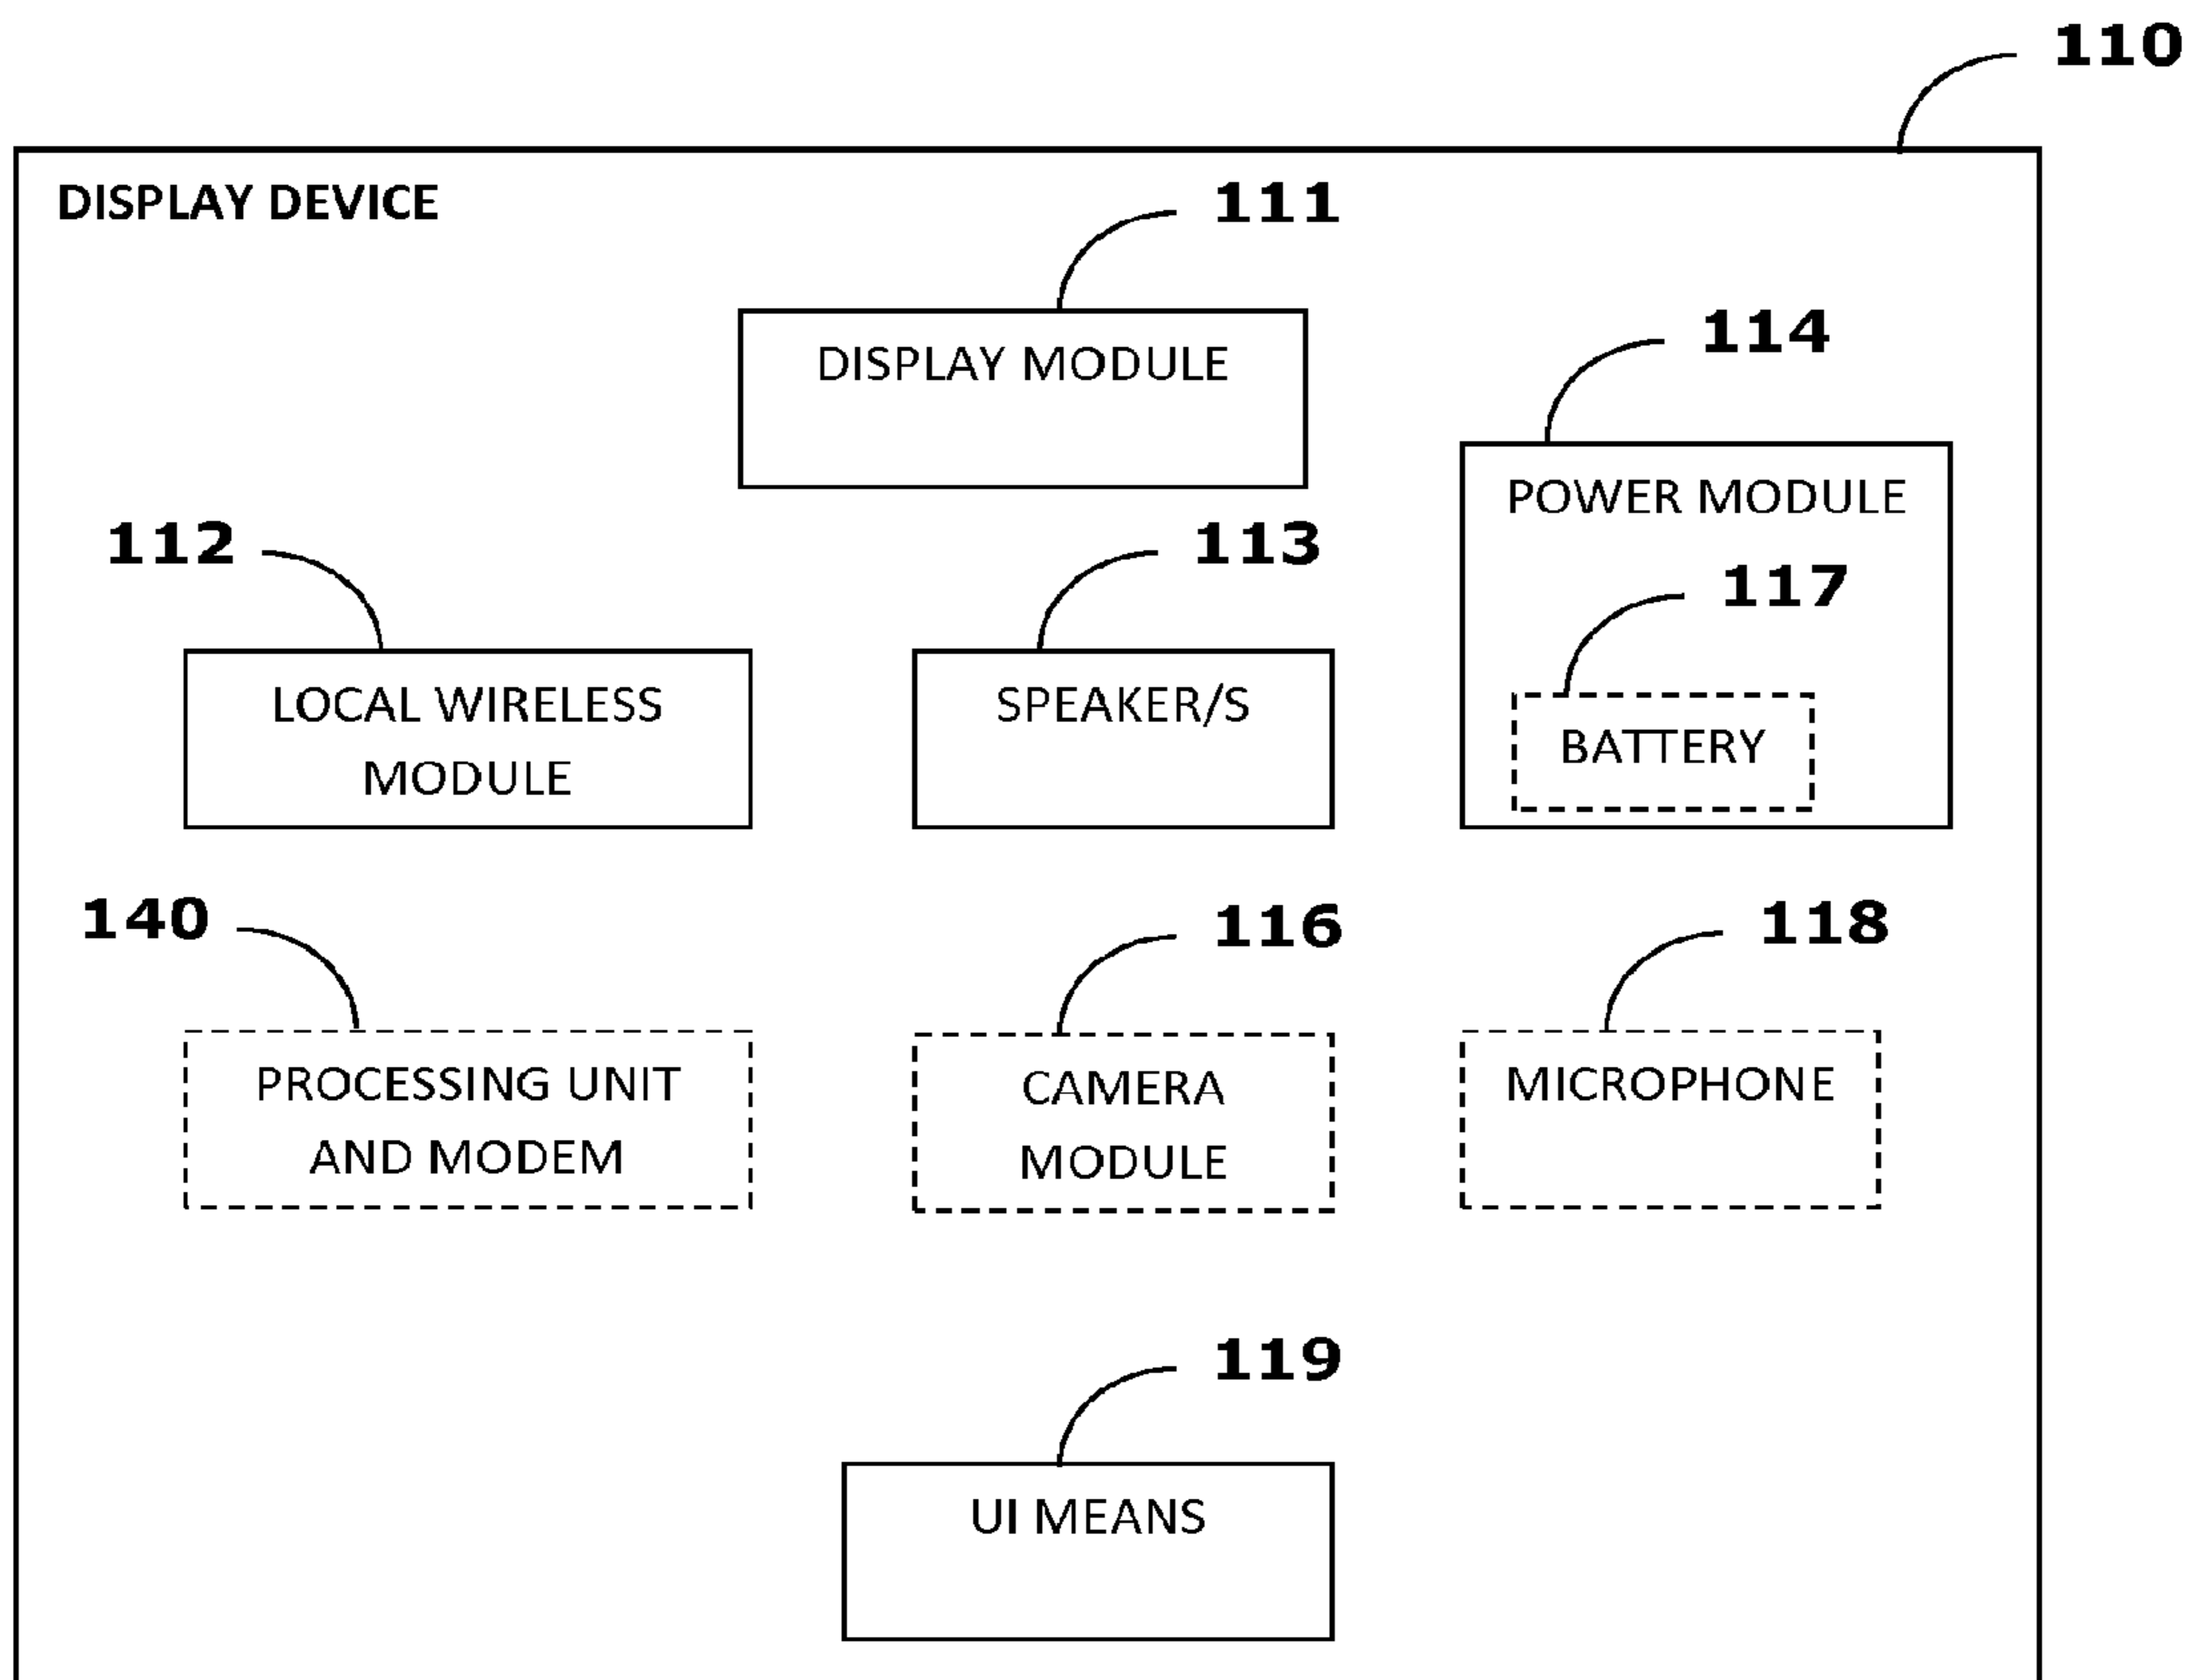 110
DISPLAY DEVICE
111
DISPLAY MODULE
114
POWER MODULE
112
113
117
LOCAL WIRELESS
MODULE
SPEAKER/S
BATTERY
140
116
118
PROCESSING UNIT
AND MODEM
CAMERA
MODULE
MICROPHONE
119
UI MEANS